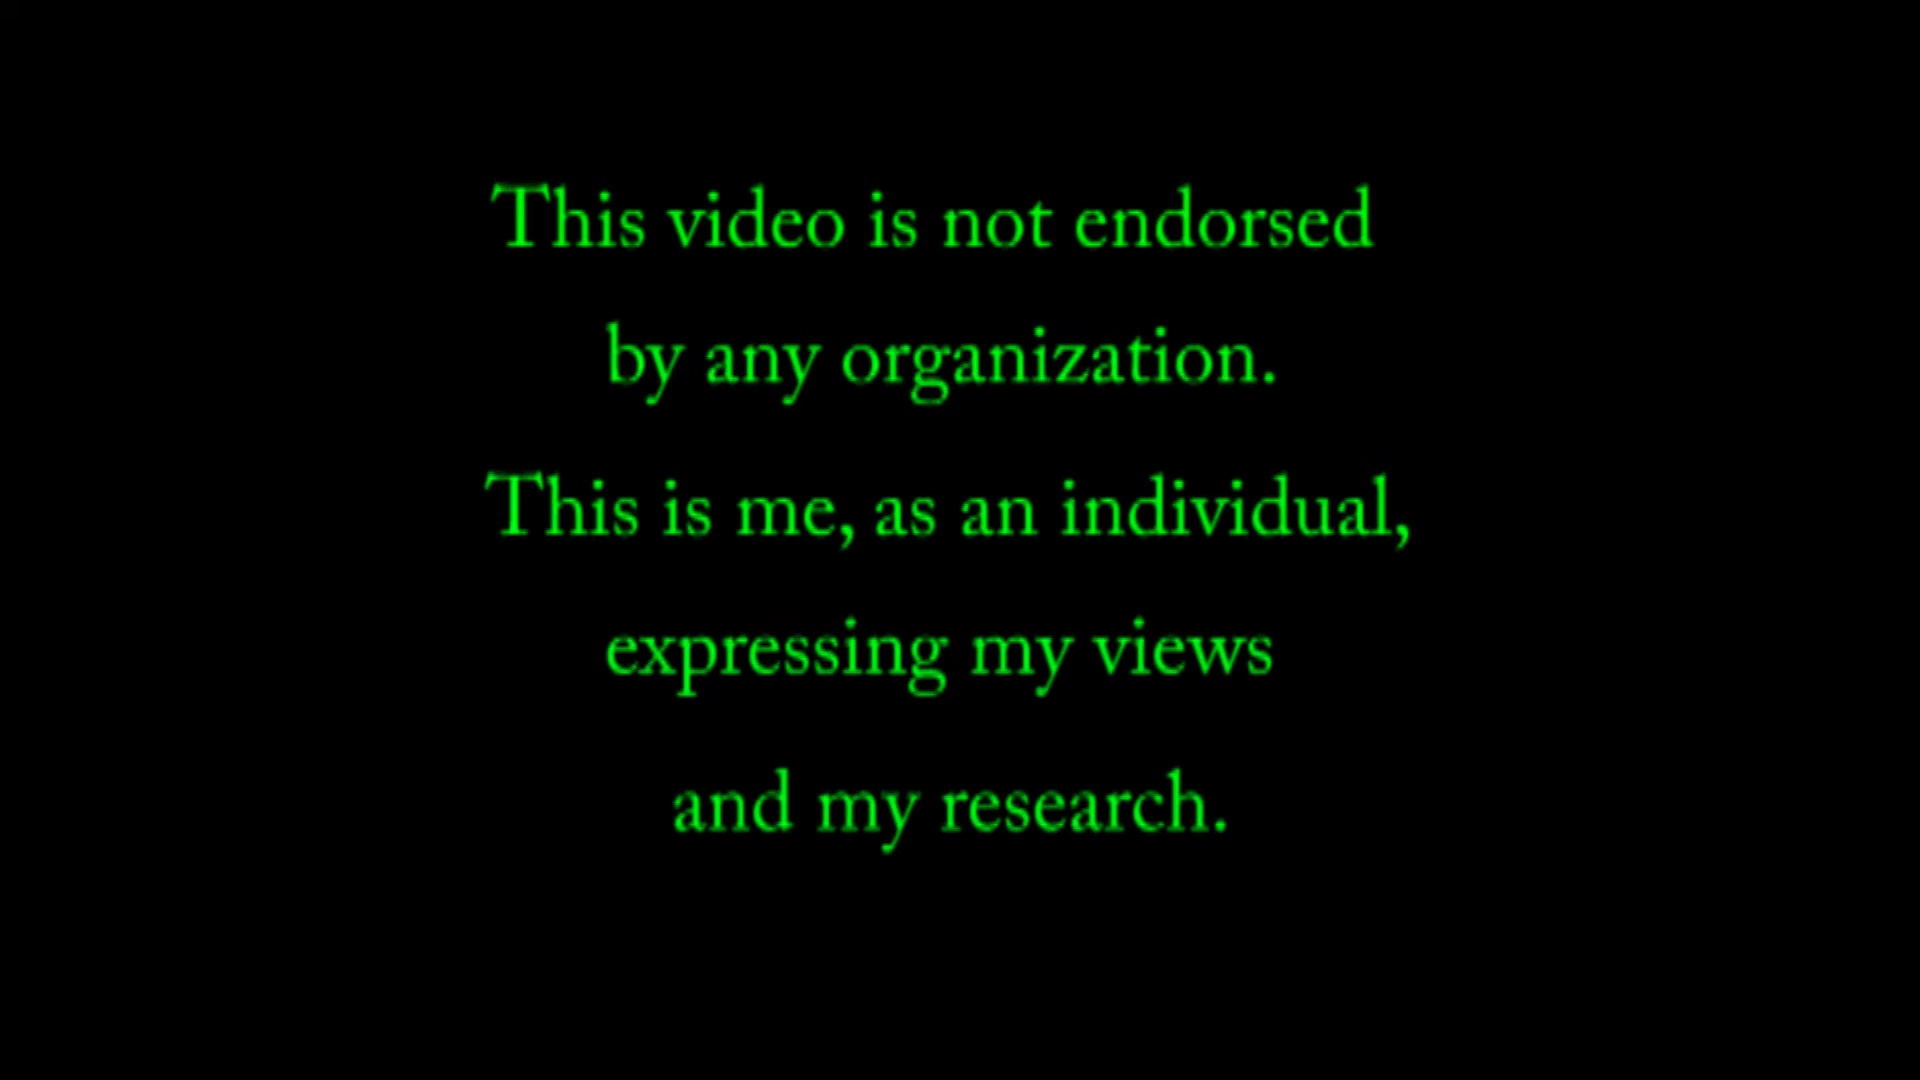 This video is not endorsed
by any organization.
This is me, as an individual,
expressing my views
and my research.